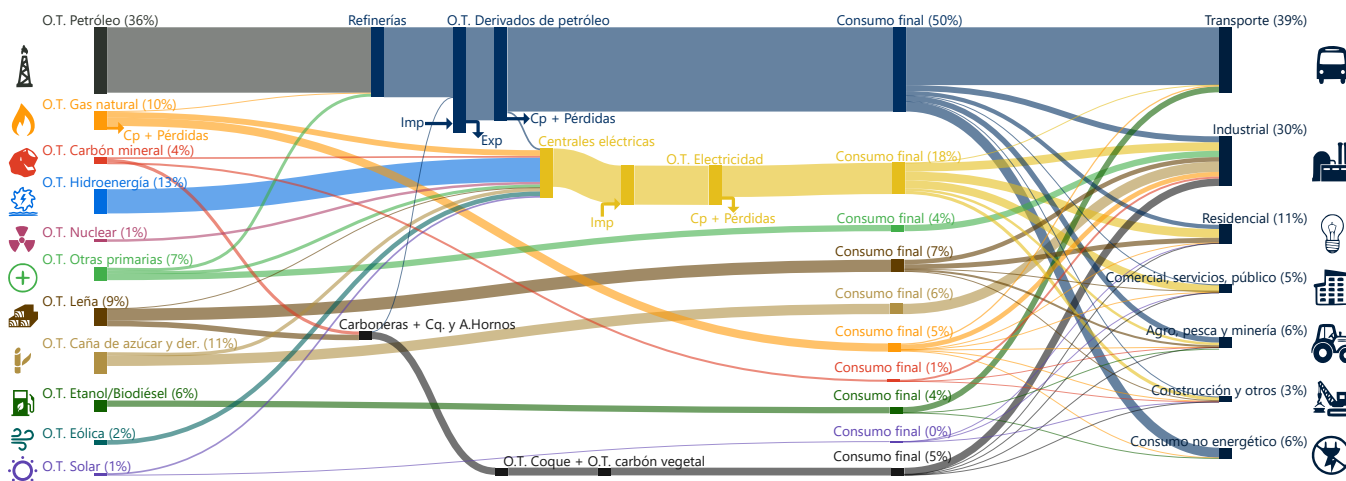 O.T. Petróleo (36%)
Refinerías
O.T. Derivados de petróleo
Consumo final (50%)
Transporte (39%)
O.T. Gas natural (10%)
Cp + Pérdidas
Imp
Exp
Cp + Pérdidas
Industrial (30%)
O.T. Carbón mineral (4%)
Centrales eléctricas
O.T. Electricidad
Consumo final (18%)
O.T. Hidroenergía (13%)
Imp
Cp + Pérdidas
Consumo final (4%)
Residencial (11%)
O.T. Nuclear (1%)
O.T. Otras primarias (7%)
Consumo final (7%)
Comercial, servicios, público (5%)
O.T. Leña (9%)
Consumo final (6%)
Carboneras + Cq. y A.Hornos
Consumo final (5%)
Agro, pesca y minería (6%)
O.T. Caña de azúcar y der. (11%)
Consumo final (1%)
O.T. Etanol/Biodiésel (6%)
Consumo final (4%)
Construcción y otros (3%)
O.T. Eólica (2%)
Consumo final (0%)
Consumo no energético (6%)
O.T. Solar (1%)
O.T. Coque + O.T. carbón vegetal
Consumo final (5%)